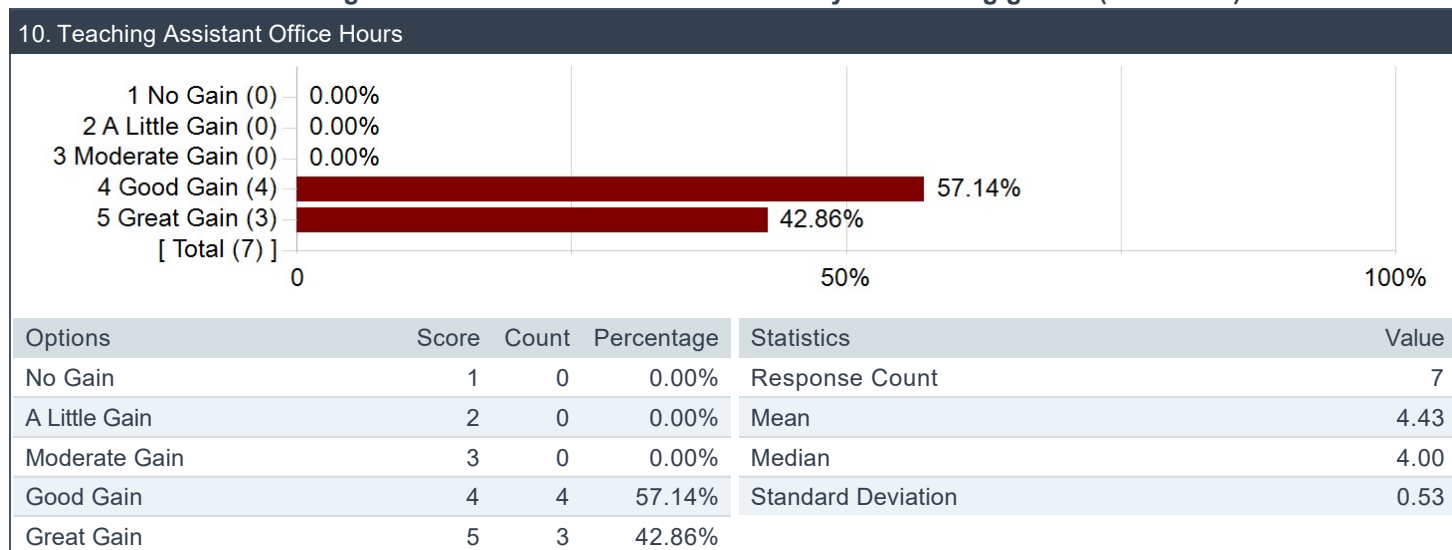 10. Teaching Assistant Office Hours
1 No Gain (0) 0.00%
2 A Little Gain (0) 0.00%
3 Moderate Gain (0) 0.00%
4 Good Gain (4) 57.14%
5 Great Gain (3) 42.86%
[ Total (7) ]
0 50% 100%
Options Score Count Percentage
No Gain 1 0 0.00%
A Little Gain 2 0 0.00%
Moderate Gain 3 0 0.00%
Good Gain 4 4 57.14%
Great Gain 5 3 42.86%
Statistics Value
Response Count 7
Mean 4.43
Median 4.00
Standard Deviation 0.53